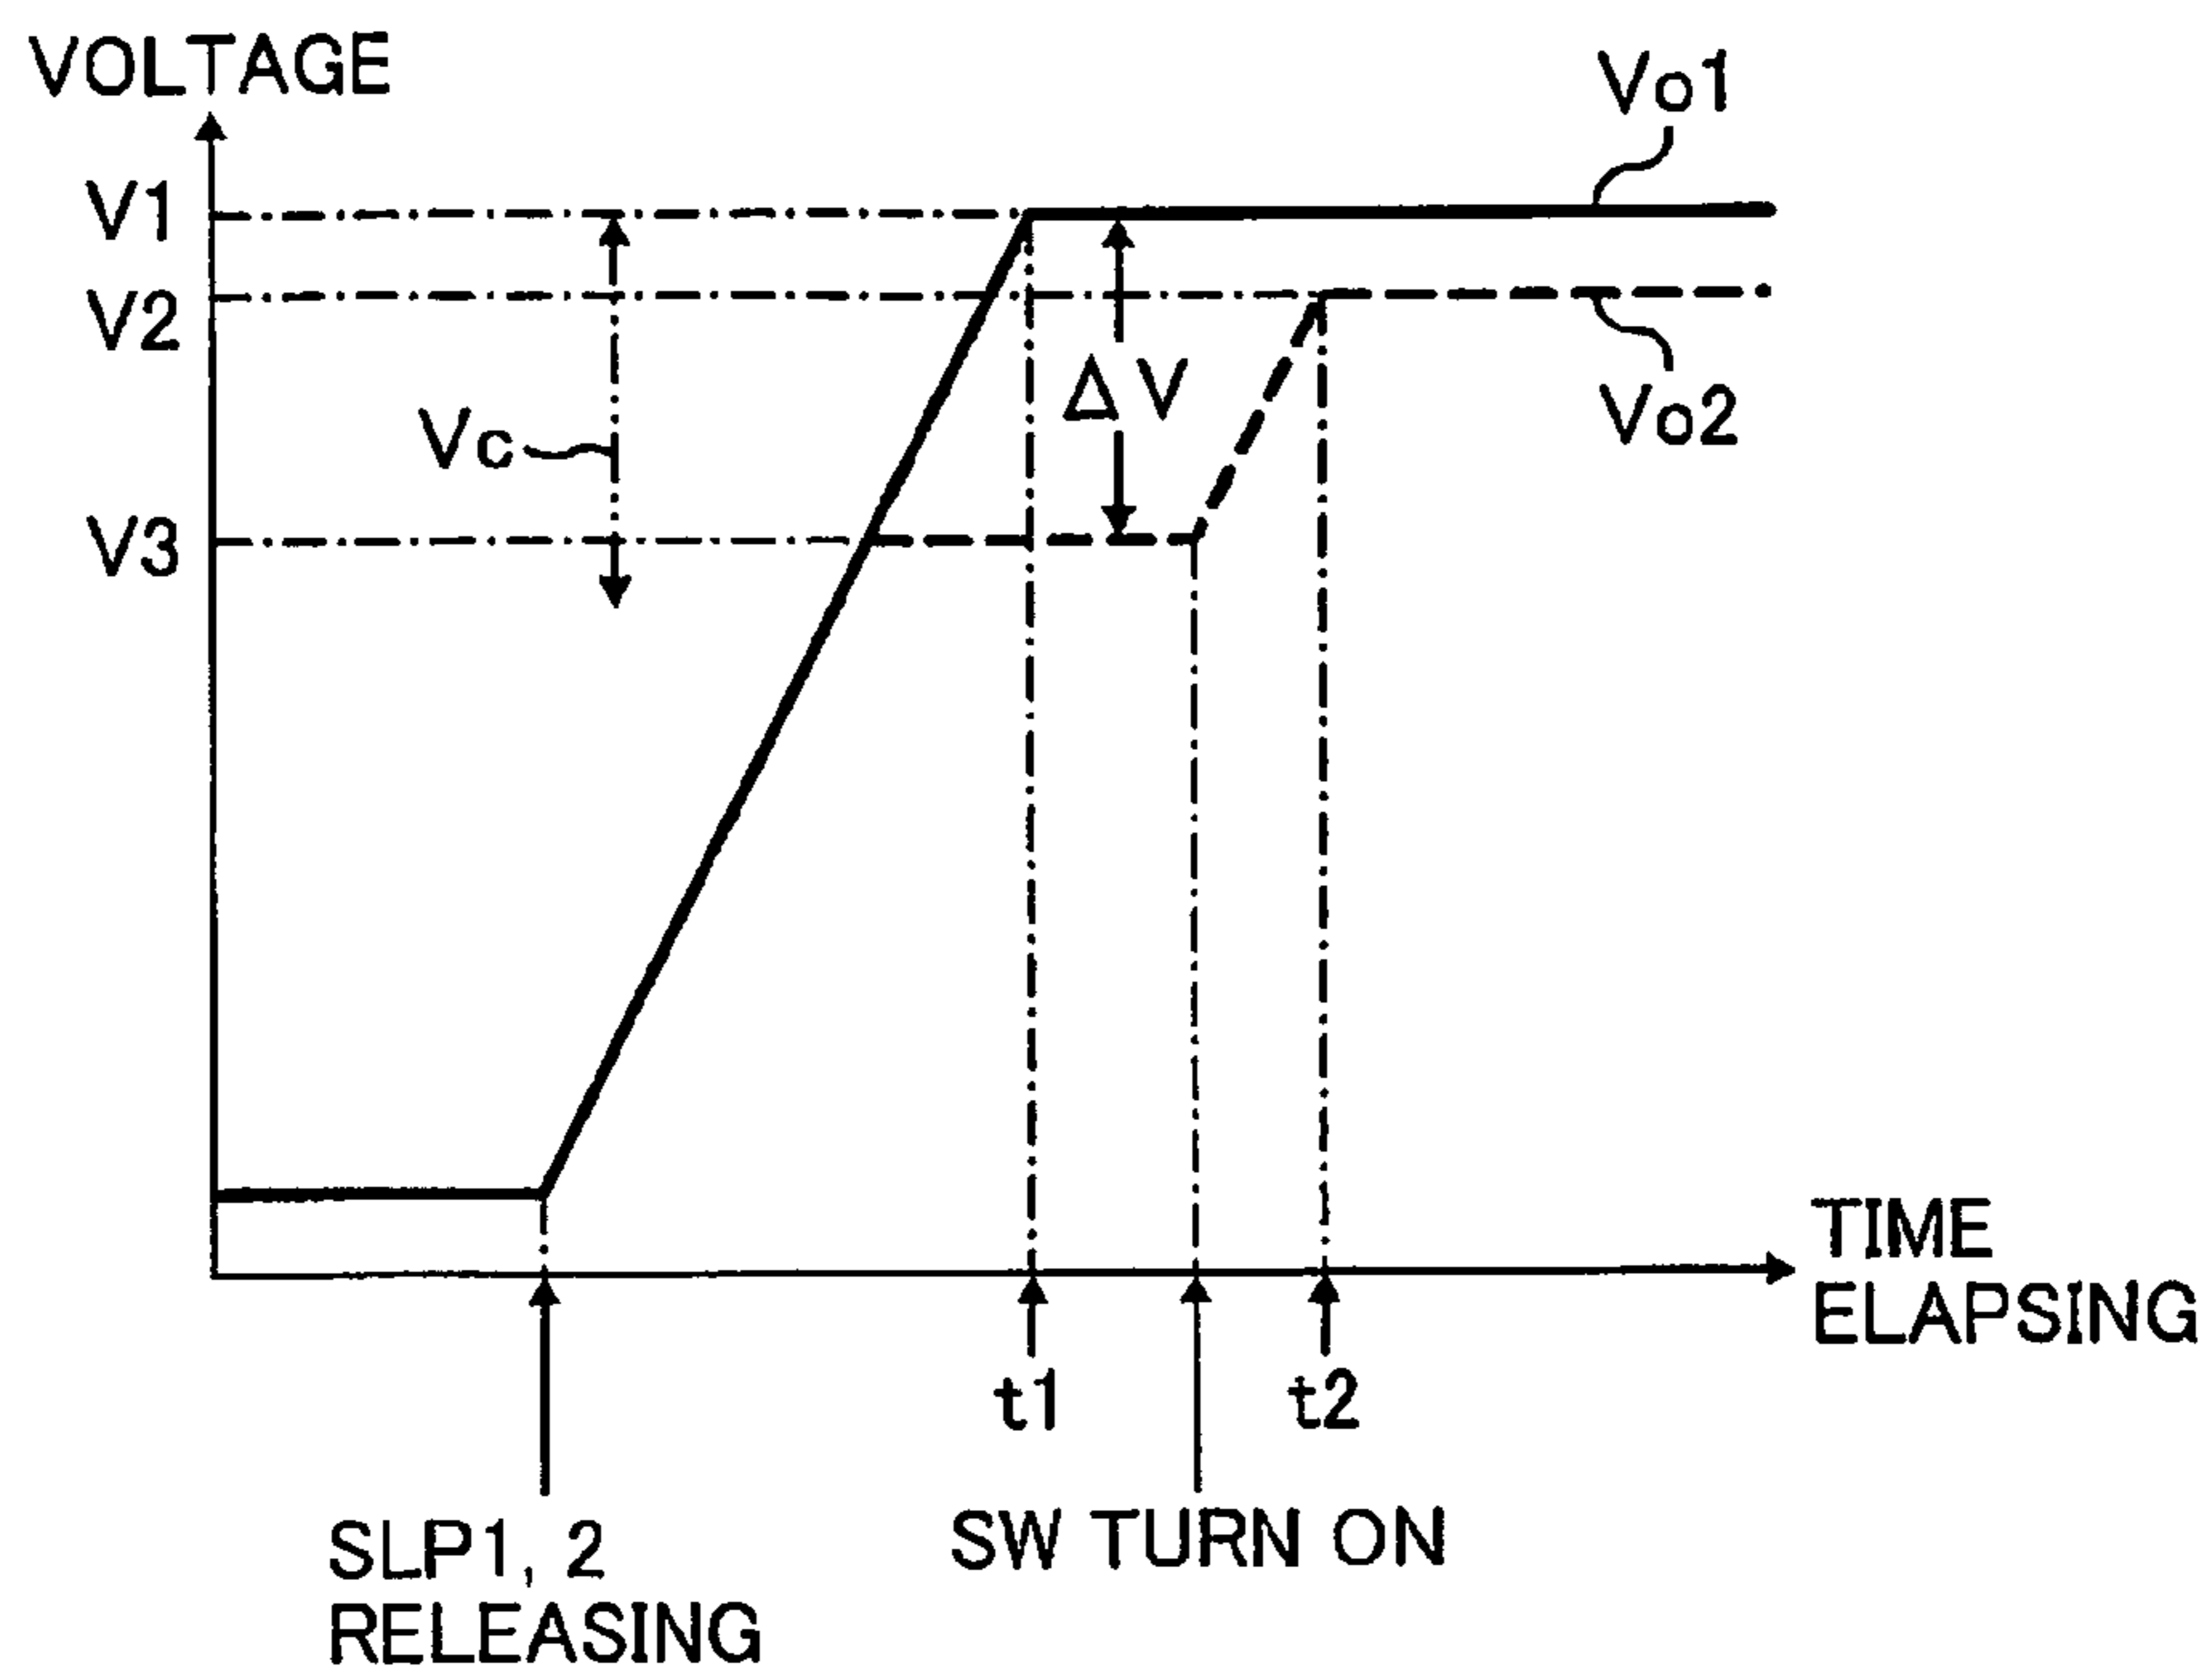 VOLTAGE
Vo1
V1
V2
ΔV
Vo2
Vc
V3
TIME
ELAPSING
t1
t2
SLP1, 2
RELEASING
SW TURN ON